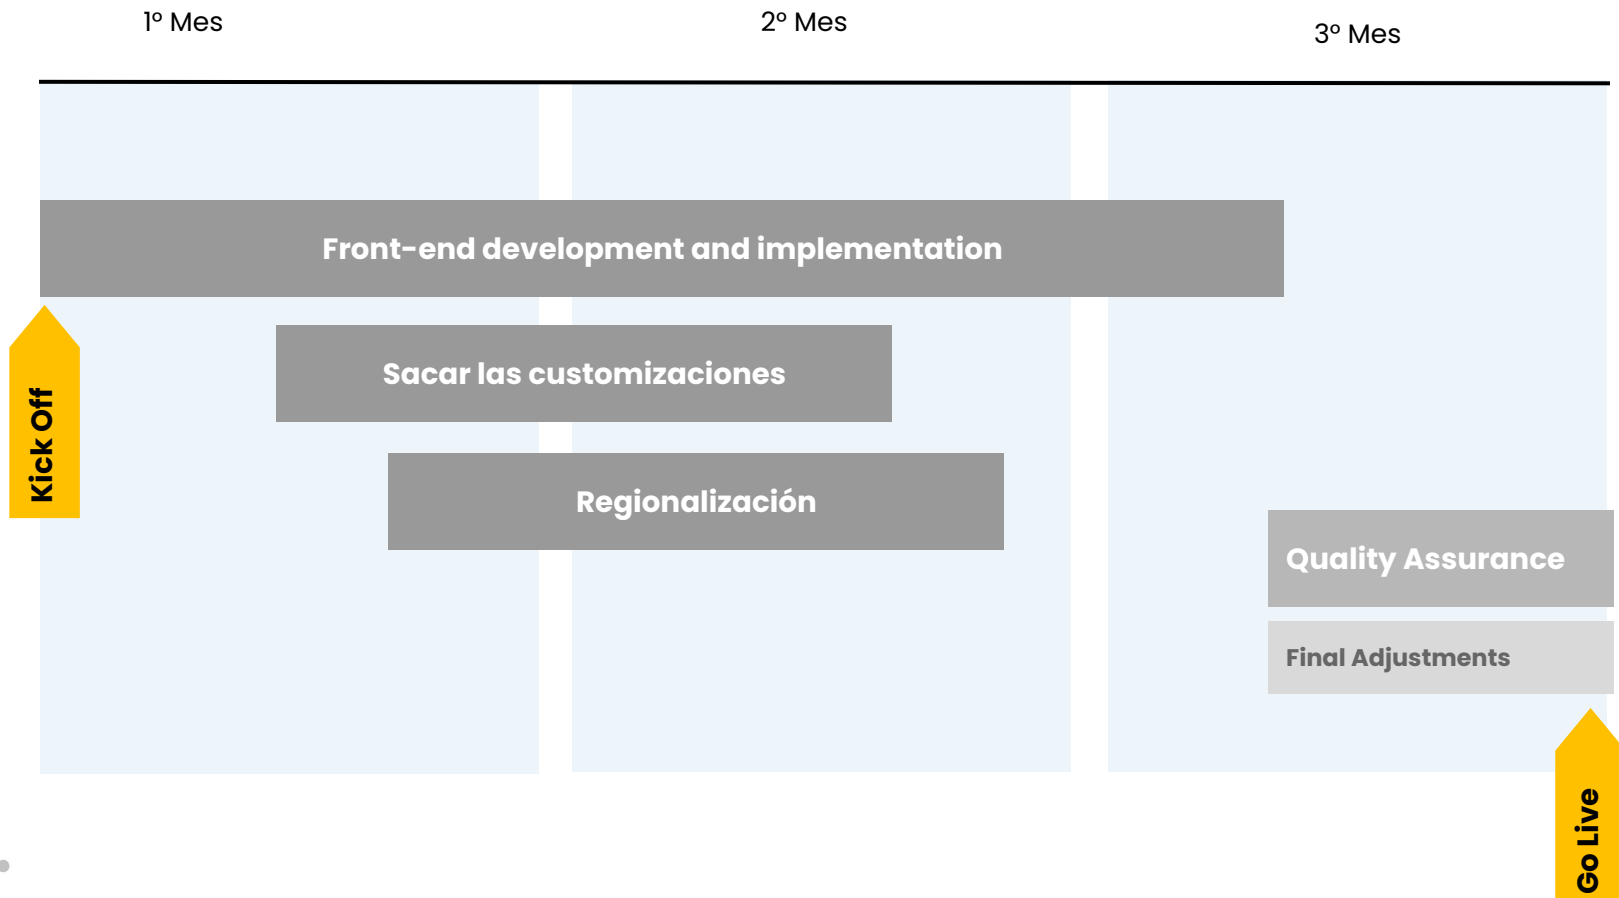 1º Mes
2º Mes
3º Mes
Front-end development and implementation
Sacar las customizaciones
Kick Off
Regionalización
Quality Assurance
Final Adjustments
Go Live